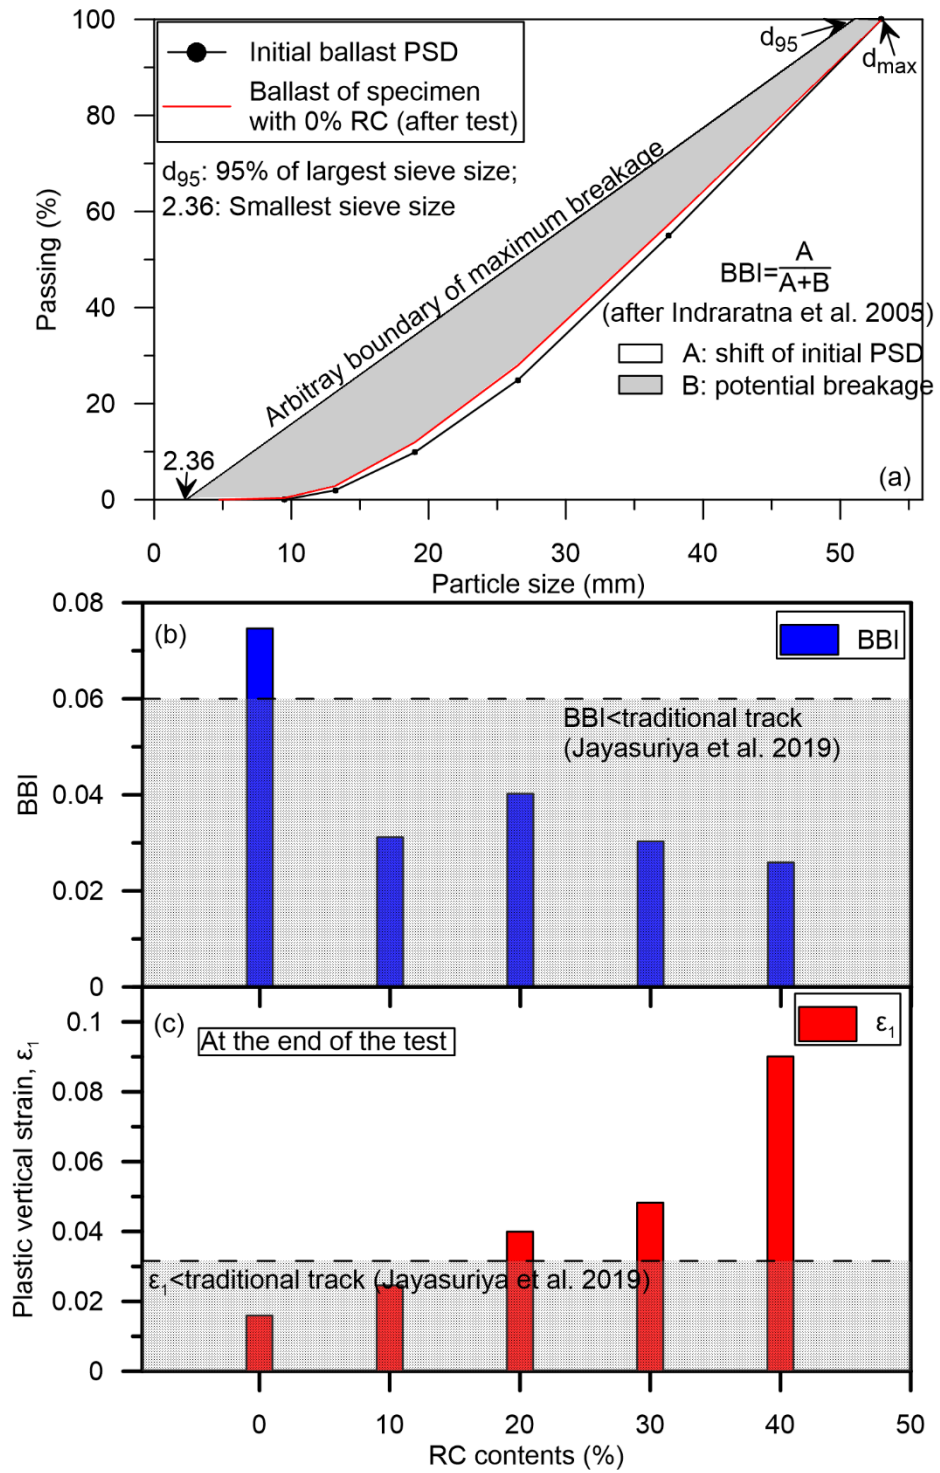 100
80
60
40
20
0
Passing (%)
Initial ballast PSD
Ballast of specimen
with 0% RC (after test)
d95: 95% of largest sieve size;
2.36: Smallest sieve size
d95
dmax
Arbitray boundary of maximum breakage
BBI=A/A+B
(after Indraratna et al. 2005)
A: shift of initial PSD
B: potential breakage
2.36
(a)
0 10 20 30 40 50
Particle size (mm)
0.08
0.06
0.04
0.02
0
BBI
(b)
BBI
BBI<traditional track
(Jayasuriya et al. 2019)
0.1
0.08
0.06
0.04
0.02
0
Plastic vertical strain, ε1
(c)
At the end of the test
ε1
ε1<traditional track (Jayasuriya et al. 2019)
0 10 20 30 40 50
RC contents (%)